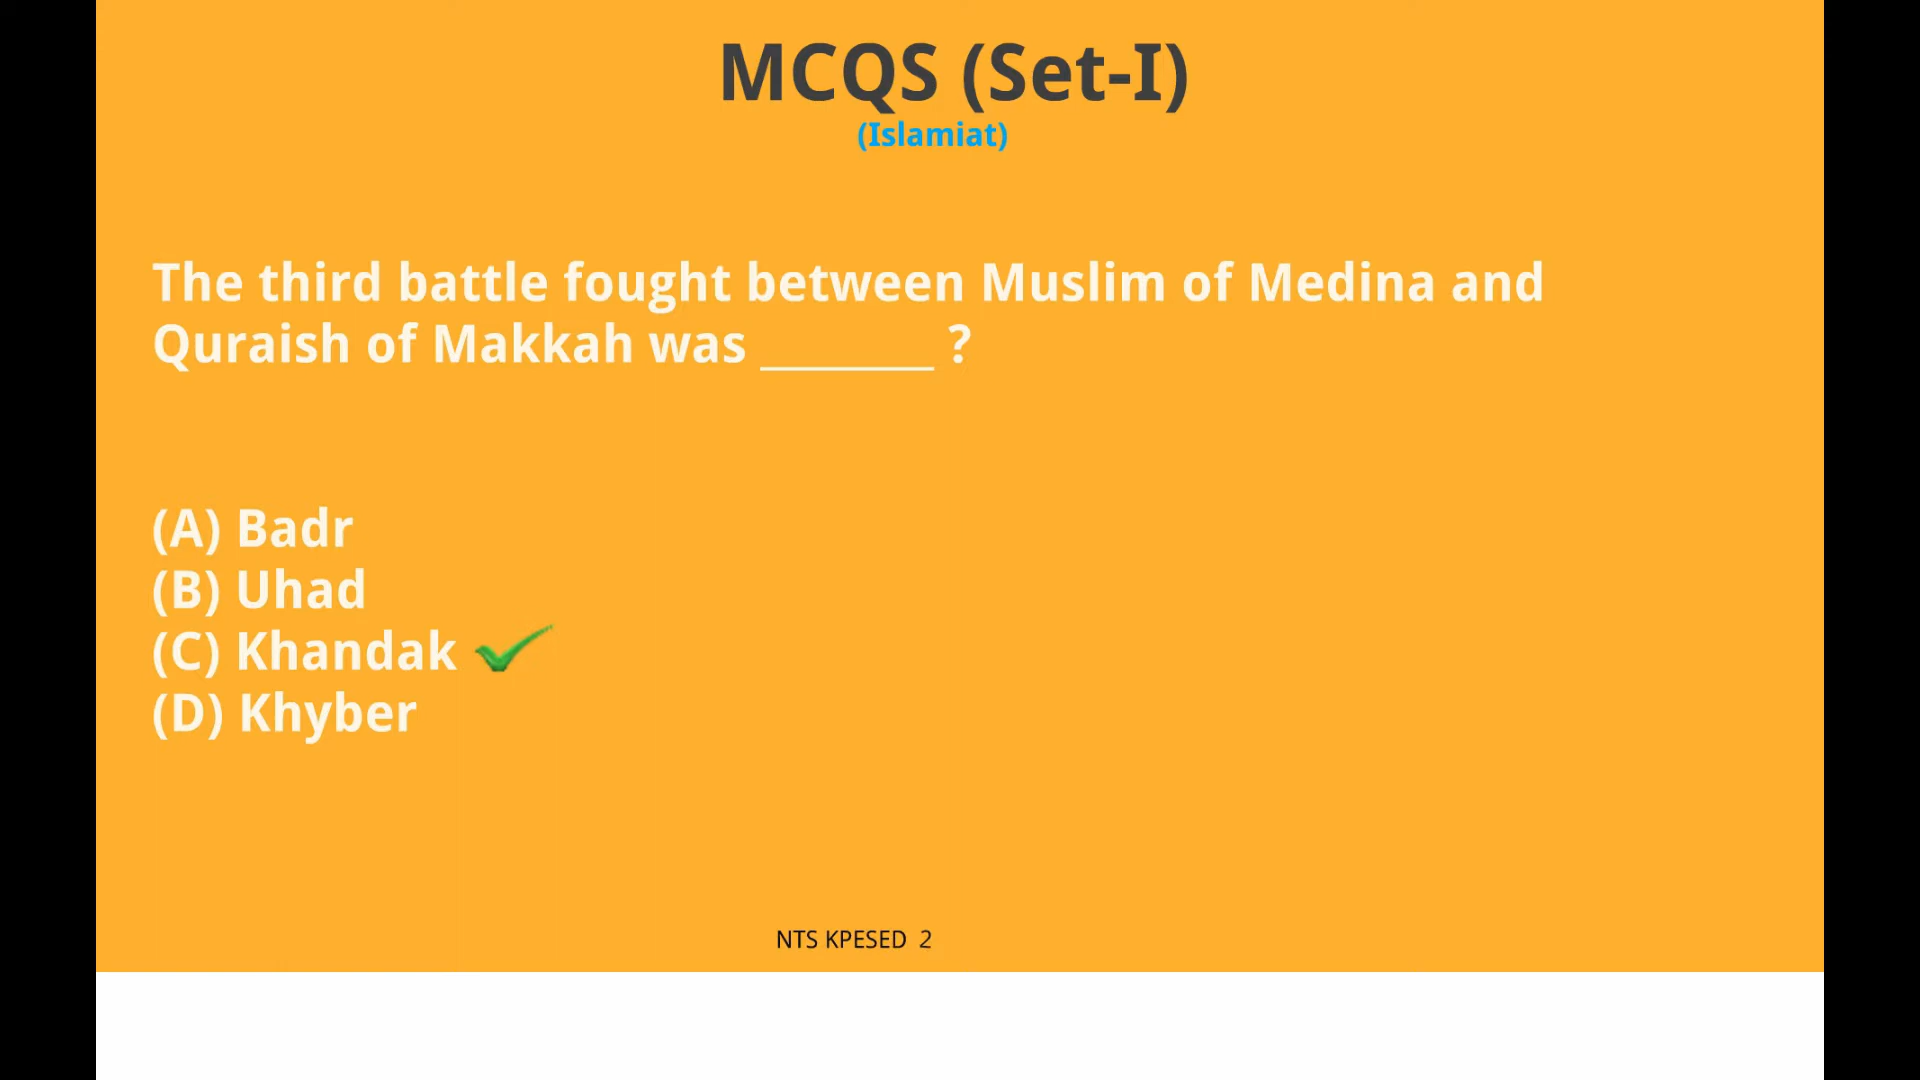 MCQS (Set-I)
(Islamiat)
The third battle fought between Muslim of Medina and
Quraish of Makkah was _______ ?
(A) Badr
(B) Uhad
(C) Khandak
(D) Khyber
NTS KPESED 2